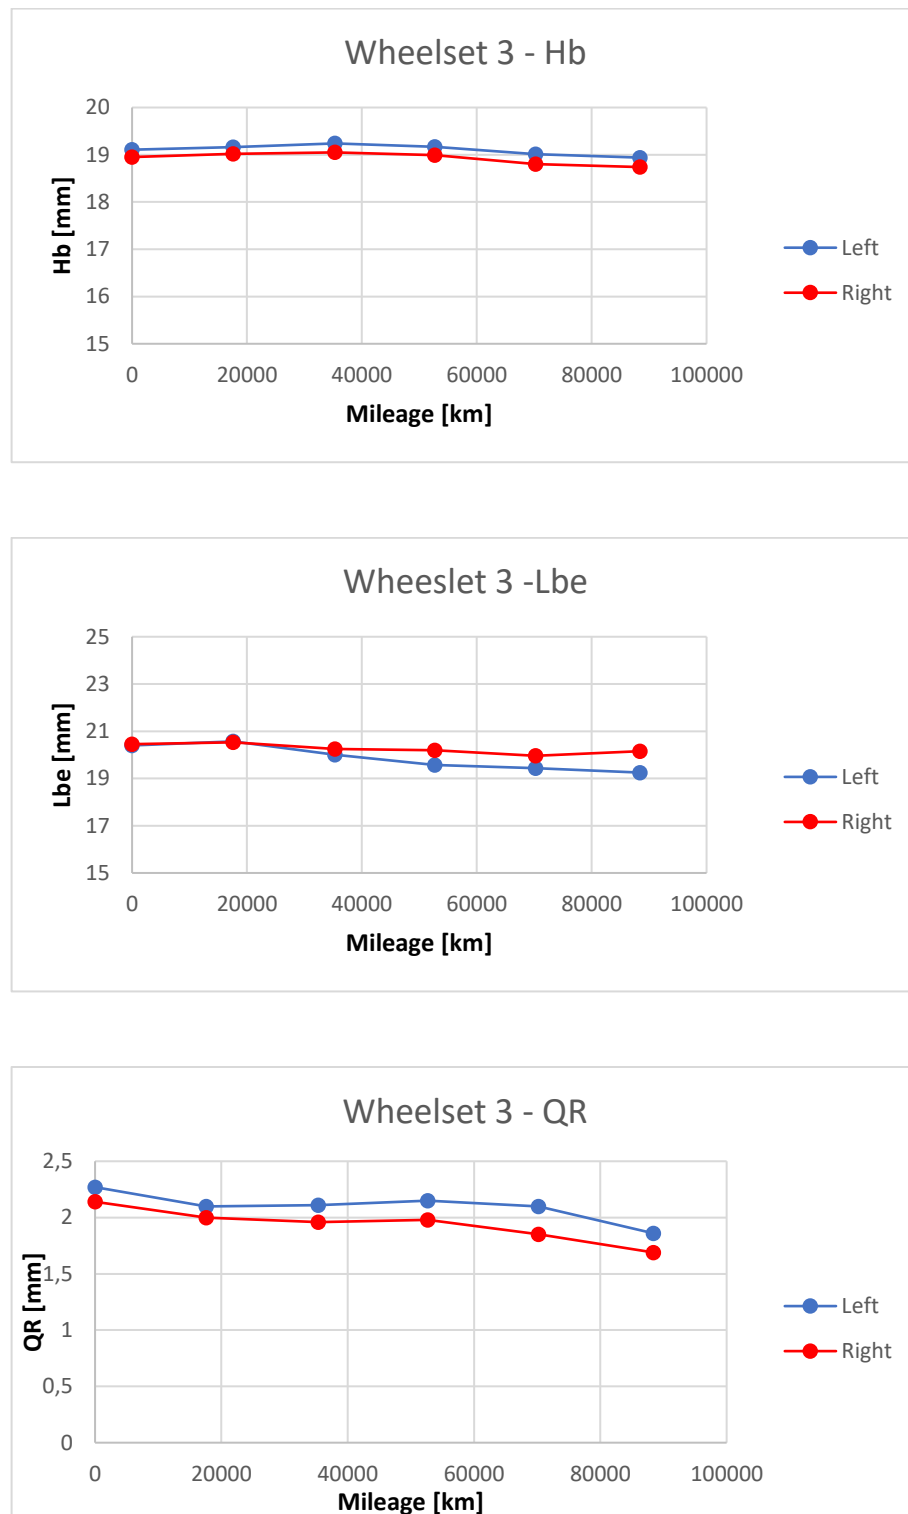 Wheelset 3 - Hb
20
19
18
17
16
15
Hb [mm]
0 20000 40000 60000 80000 100000
Mileage [km]
Left
Right
Wheeslet 3 -Lbe
25
23
21
19
17
15
Lbe [mm]
0 20000 40000 60000 80000 100000
Mileage [km]
Left
Right
Wheelset 3 - QR
2,5
2
1,5
1
0,5
0
QR [mm]
0 20000 40000 60000 80000 100000
Mileage [km]
Left
Right